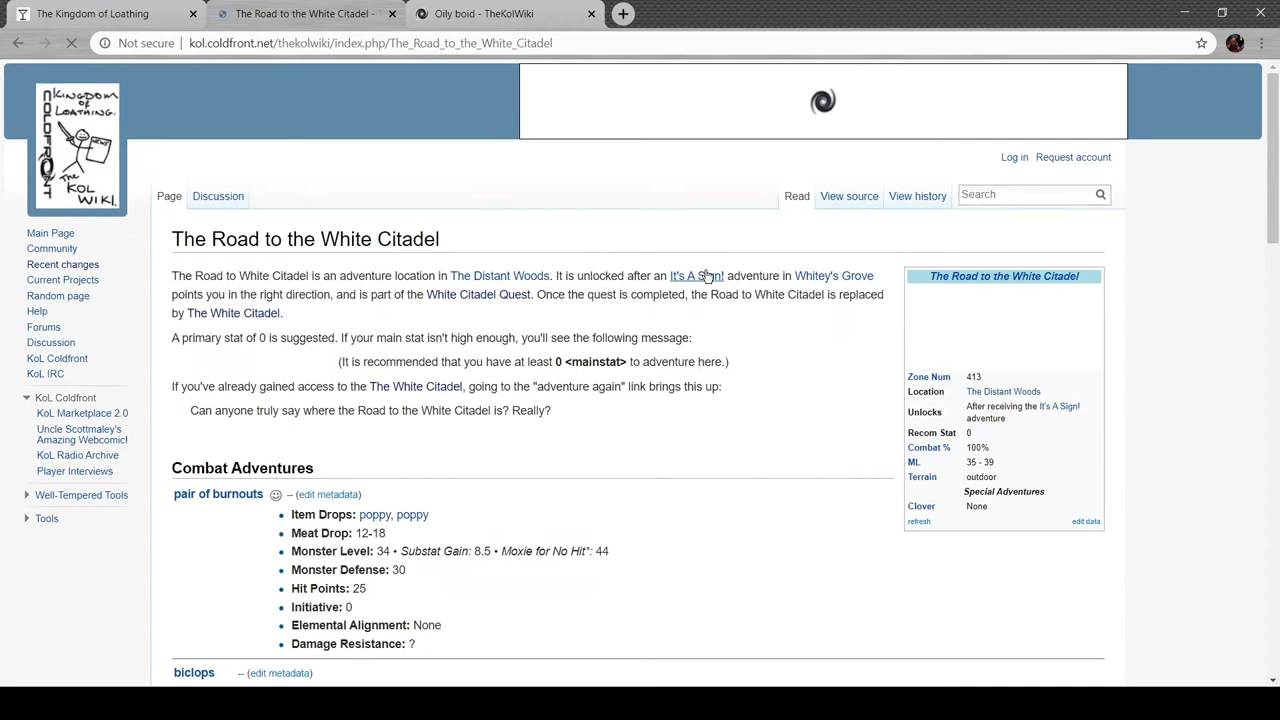 The Kingdom of Loathing
The Road to the White Citadel -
Oily boid - TheKolWiki
Not secure
kol.coldfront.net/thekolwiki/index.php/The_Road_to_the_White_Citadel
KINGDOM OF LOATHING.
COLDFRONT
NEWS
THE KOL WIKI.
Log in
Request account
Page
Discussion
Read
View source
View history
Search
Main Page
Community
Recent changes
Current Projects
Random page
Help
Forums
Discussion
KoL Coldfront
KoL IRC
KoL Coldfront
KoL Marketplace 2.0
Uncle Scottmaley's
Amazing Webcomic!
KoL Radio Archive
Player Interviews
Well-Tempered Tools
Tools
The Road to the White Citadel
The Road to White Citadel is an adventure location in The Distant Woods. It is unlocked after an It's A Sign! adventure in Whitey's Grove
points you in the right direction, and is part of the White Citadel Quest. Once the quest is completed, the Road to White Citadel is replaced
by The White Citadel.
A primary stat of 0 is suggested. If your main stat isn't high enough, you'll see the following message:
(It is recommended that you have at least 0 <mainstat> to adventure here.)
If you've already gained access to the The White Citadel, going to the "adventure again" link brings this up:
Can anyone truly say where the Road to the White Citadel is? Really?
Combat Adventures
pair of burnouts -- (edit metadata)
Item Drops: poppy, poppy
Meat Drop: 12-18
Monster Level: 34 • Substat Gain: 8.5 • Moxie for No Hit*: 44
Monster Defense: 30
Hit Points: 25
Initiative: 0
Elemental Alignment: None
Damage Resistance: ?
biclops -- (edit metadata)
The Road to the White Citadel
Zone Num 413
Location The Distant Woods
Unlocks After receiving the It's A Sign!
adventure
Recom Stat 0
Combat % 100%
ML 35 - 39
Terrain outdoor
Special Adventures
Clover None
refresh
edit data